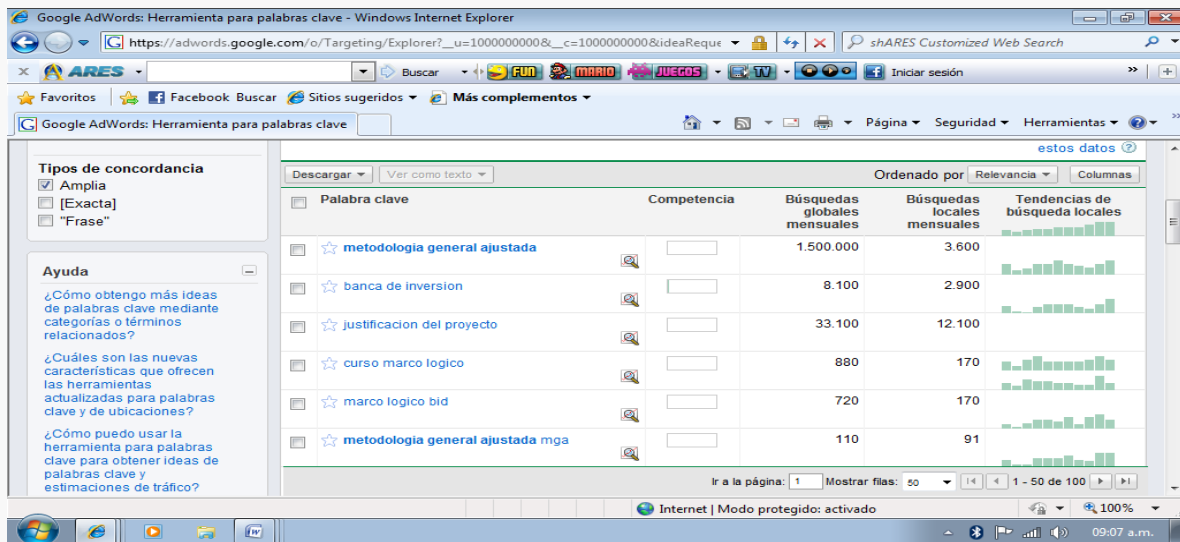 Google AdWords: Herramienta para palabras clave - Windows Internet Explorer
https://adwords.google.com/o/Targeting/Explorer?__u=1000000000&__c=1000000000&ideaReque
shARES Customized Web Search
ARES Buscar FUN MARIO JUEGOS TV Iniciar sesión
Favoritos Facebook Buscar Sitios sugeridos Más complementos
Google AdWords: Herramienta para palabras clave
Página Seguridad Herramientas
estos datos
Tipos de concordancia
Amplia
[Exacta]
"Frase"
Ayuda
¿Cómo obtengo más ideas
de palabras clave mediante
categorías o términos
relacionados?
¿Cuáles son las nuevas
características que ofrecen
las herramientas
actualizadas para palabras
clave y de ubicaciones?
¿Cómo puedo usar la
herramienta para palabras
clave para obtener ideas de
palabras clave y
estimaciones de tráfico?
Descargar Ver como texto Ordenado por Relevancia Columnas
Palabra clave Competencia Búsquedas globales mensuales Búsquedas locales mensuales Tendencias de búsqueda locales
metodologia general ajustada 1.500.000 3.600
banca de inversion 8.100 2.900
justificacion del proyecto 33.100 12.100
curso marco logico 880 170
marco logico bid 720 170
metodologia general ajustada mga 110 91
Ir a la página: 1 Mostrar filas: 50 1 - 50 de 100
Internet | Modo protegido: activado 100%
09:07 a.m.